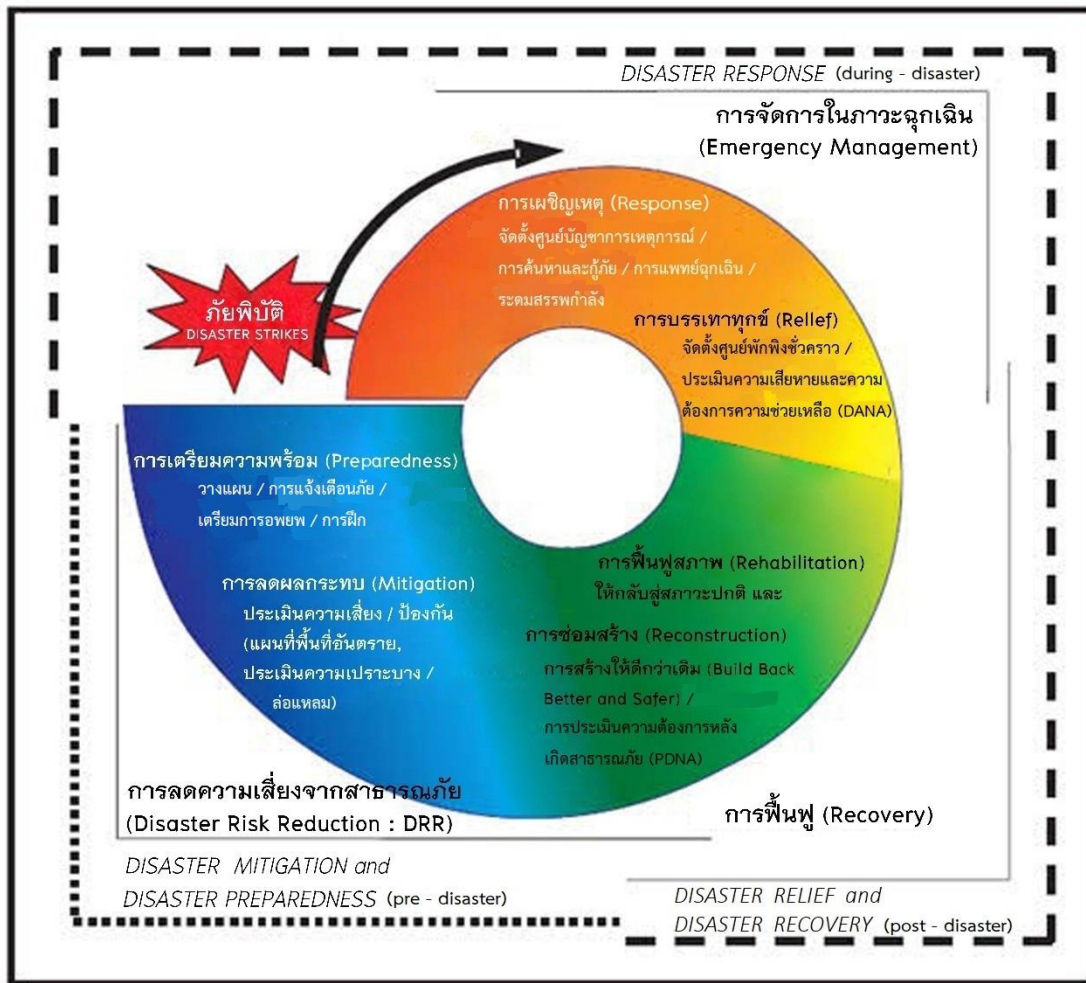 DISASTER RESPONSE (during - disaster)
การจัดการในภาวะฉุกเฉิน
(Emergency Management)
การเผชิญเหตุ (Response)
จัดตั้งศูนย์บัญชาการเหตุการณ์ /
การค้นหาและกู้ภัย / การแพทย์ฉุกเฉิน /
ระดมสรรพกำลัง
ภัยพิบัติ
DISASTER STRIKES
การบรรเทาทุกข์ (Rellef)
จัดตั้งศูนย์พักพิงชั่วคราว /
ประเมินความเสียหายและความ
ต้องการความช่วยเหลือ (DANA)
การเตรียมความพร้อม (Preparedness)
วางแผน / การแจ้งเตือนภัย /
เตรียมการอพยพ / การฝึก
การลดผลกระทบ (Mitigation)
ประเมินความเสี่ยง / ป้องกัน
(แผนที่พื้นที่อันตราย,
ประเมินความเปราะบาง /
ล่อแหลม)
การฟื้นฟูสภาพ (Rehabilitation)
ให้กลับสู่สภาวะปกติ และ
การซ่อมสร้าง (Reconstruction)
การสร้างให้ดีกว่าเดิม (Build Back
Better and Safer) /
การประเมินความต้องการหลัง
เกิดสาธารณภัย (PDNA)
การลดความเสี่ยงจากสาธารณภัย
(Disaster Risk Reduction : DRR)
การฟื้นฟู (Recovery)
DISASTER MITIGATION and
DISASTER PREPAREDNESS (pre - disaster)
DISASTER RELIEF and
DISASTER RECOVERY (post - disaster)